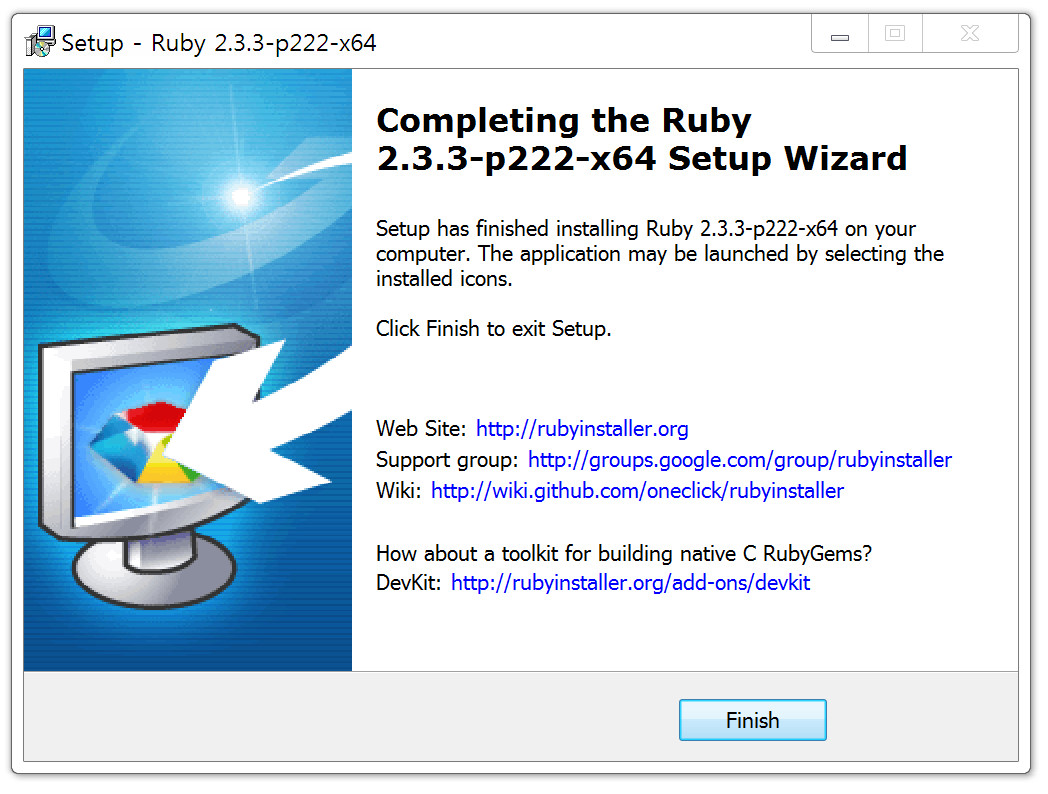 Setup - Ruby 2.3.3-p222-x64
Completing the Ruby
2.3.3-p222-x64 Setup Wizard
Setup has finished installing Ruby 2.3.3-p222-x64 on your
computer. The application may be launched by selecting the
installed icons.
Click Finish to exit Setup.
Web Site: http://rubyinstaller.org
Support group: http://groups.google.com/group/rubyinstaller
Wiki: http://wiki.github.com/oneclick/rubyinstaller
How about a toolkit for building native C RubyGems?
DevKit: http://rubyinstaller.org/add-ons/devkit
Finish